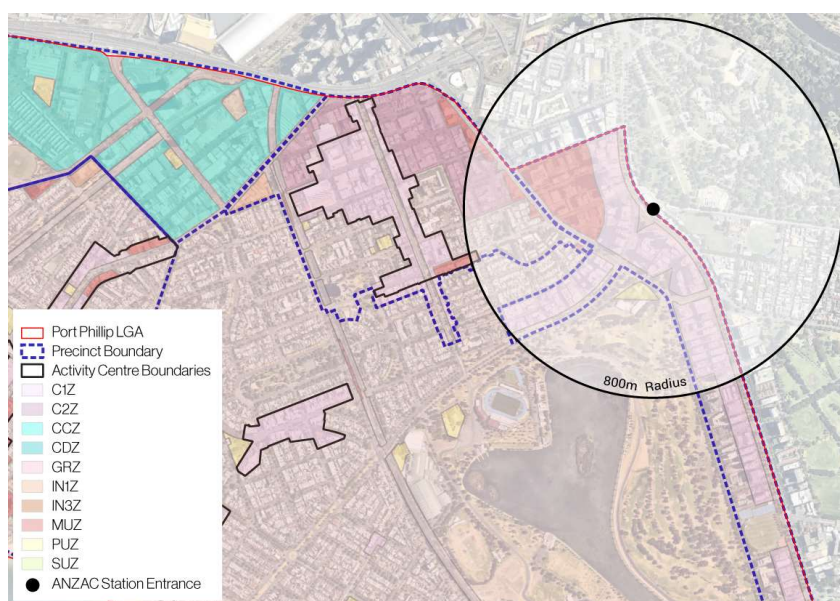 800m Radius
Port Phillip LGA
Precinct Boundary
Activity Centre Boundaries
C1Z
C2Z
CCZ
CDZ
GRZ
IN1Z
IN3Z
MUZ
PUZ
SUZ
ANZAC Station Entrance